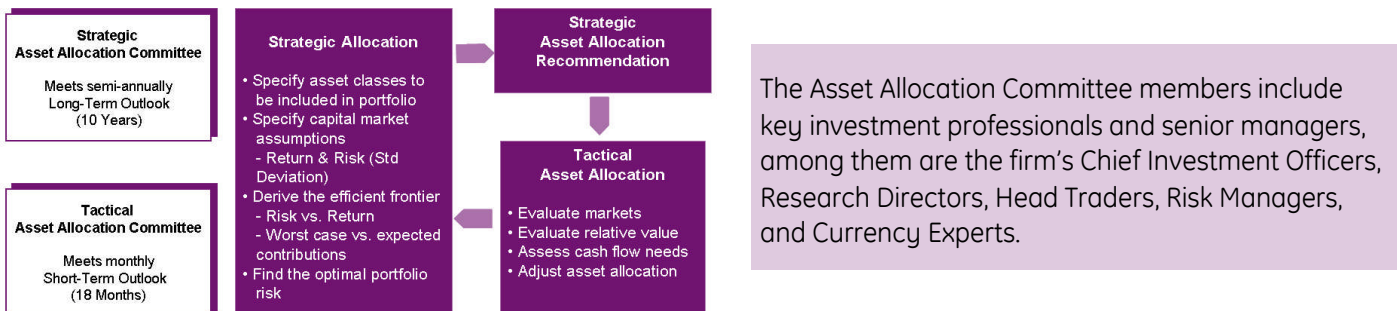 Strategic
Asset Allocation Committee
Meets semi-annually
Long-Term Outlook
(10 Years)
Tactical
Asset Allocation Committee
Meets monthly
Short-Term Outlook
(18 Months)
Strategic Allocation
• Specify asset classes to
be included in portfolio
• Specify capital market
assumptions
- Return & Risk (Std
Deviation)
• Derive the efficient frontier
- Risk vs. Return
- Worst case vs. expected
contributions
• Find the optimal portfolio
risk
Strategic
Asset Allocation
Recommendation
Tactical
Asset Allocation
• Evaluate markets
• Evaluate relative value
• Assess cash flow needs
• Adjust asset allocation
The Asset Allocation Committee members include
key investment professionals and senior managers,
among them are the firm's Chief Investment Officers,
Research Directors, Head Traders, Risk Managers,
and Currency Experts.